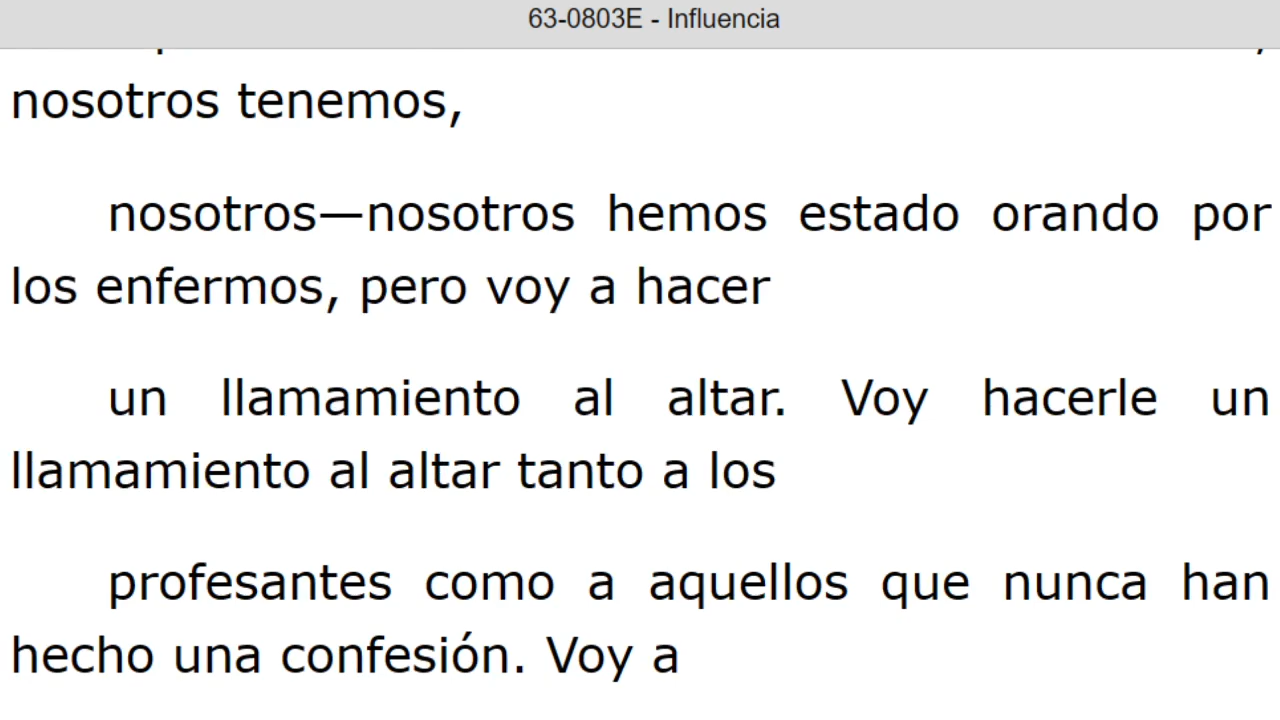 63-0803E - Influencia
nosotros tenemos,
nosotros—nosotros hemos estado orando por
los enfermos, pero voy a hacer
un llamamiento al altar. Voy hacerle un
llamamiento al altar tanto a los
profesantes como a aquellos que nunca han
hecho una confesión. Voy a